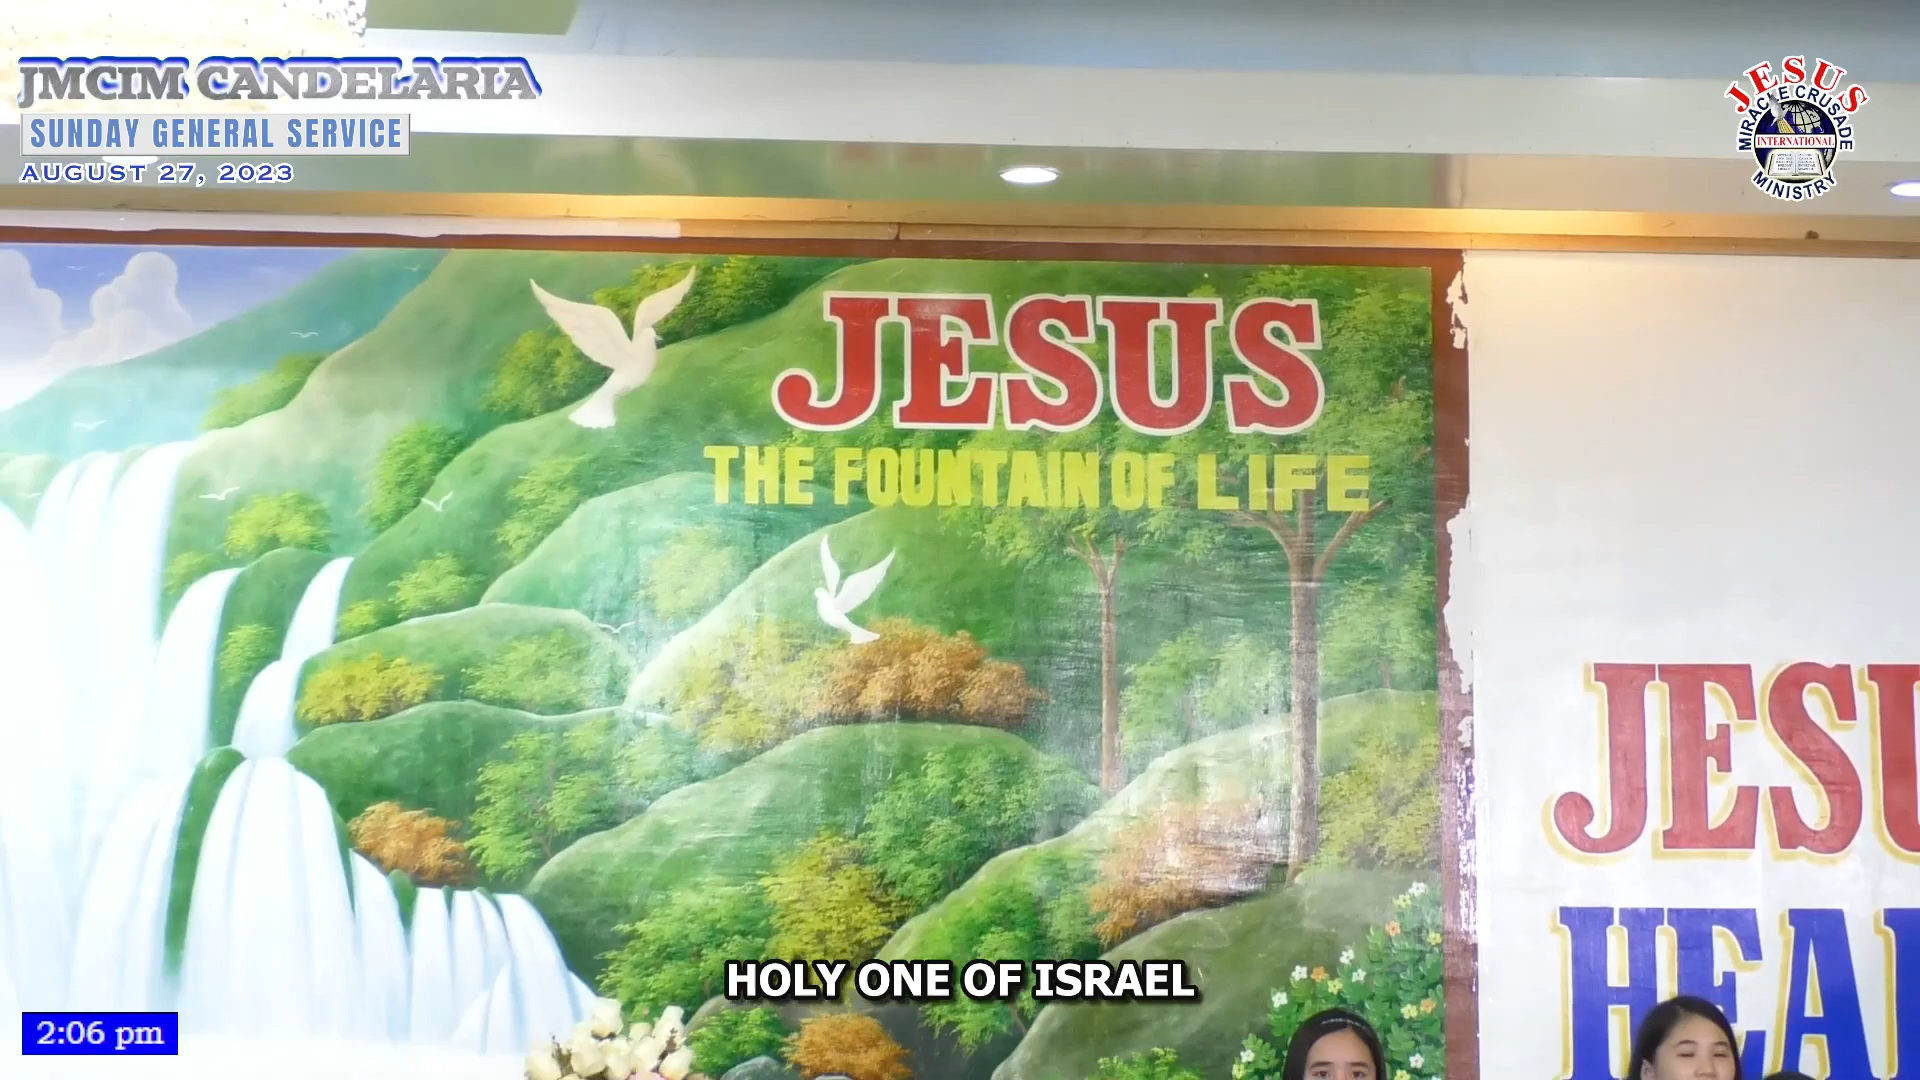 JMCIM CANDELARIA
SUNDAY GENERAL SERVICE
AUGUST 27, 2023
JESUS
MIRACLE CRUSADE
INTERNATIONAL
MINISTRY
JESUS
THE FOUNTAIN OF LIFE
JESU
HEA
HOLY ONE OF ISRAEL
2:06 pm